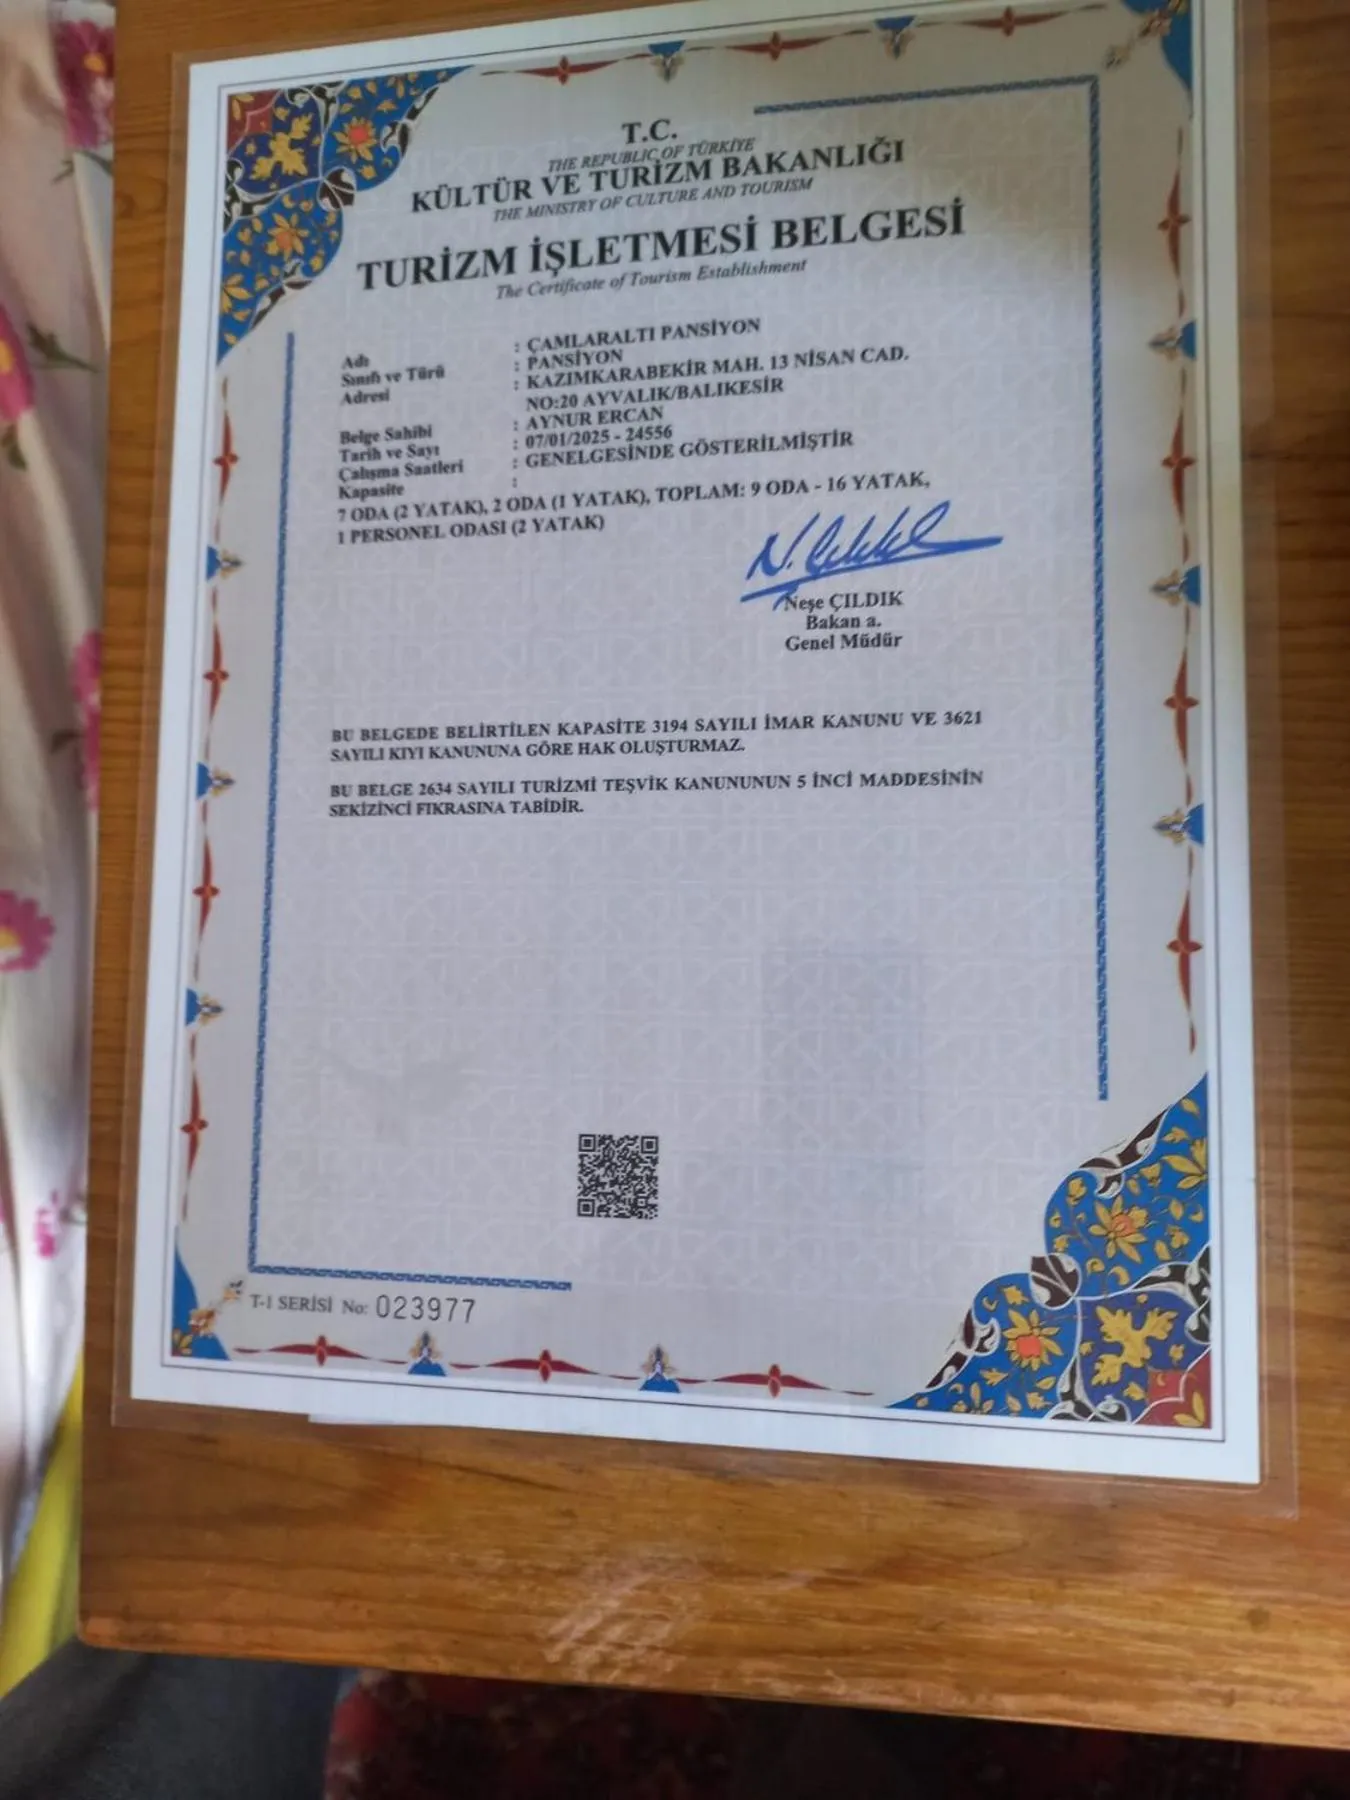 T.C.
THE REPUBLIC OF TÜRKİYE
KÜLTÜR VE TURİZM BAKANLIĞI
THE MINISTRY OF CULTURE AND TOURISM
TURİZM İŞLETMESİ BELGESİ
The Certificate of Tourism Establishment
Adı : ÇAMLARALTI PANSİYON
Sınıfı ve Türü : PANSİYON
Adresi : KAZIMKARABEKİR MAH. 13 NİSAN CAD.
NO:20 AYVALIK/BALIKESİR
Belge Sahibi : AYNUR ERCAN
Tarih ve Sayı : 07/01/2025 - 24556
Çalışma Saatleri : GENELGESİNDE GÖSTERİLMİŞTİR
Kapasite :
7 ODA (2 YATAK), 2 ODA (1 YATAK), TOPLAM: 9 ODA - 16 YATAK,
1 PERSONEL ODASI (2 YATAK)
Neşe ÇILDIK
Bakan a.
Genel Müdür
BU BELGEDE BELİRTİLEN KAPASİTE 3194 SAYILI İMAR KANUNU VE 3621
SAYILI KIYI KANUNUNA GÖRE HAK OLUŞTURMAZ.
BU BELGE 2634 SAYILI TURİZMİ TEŞVİK KANUNUNUN 5 İNCİ MADDESİNİN
SEKİZİNCİ FIKRASINA TABİDİR.
T-1 SERİSİ No: 023977